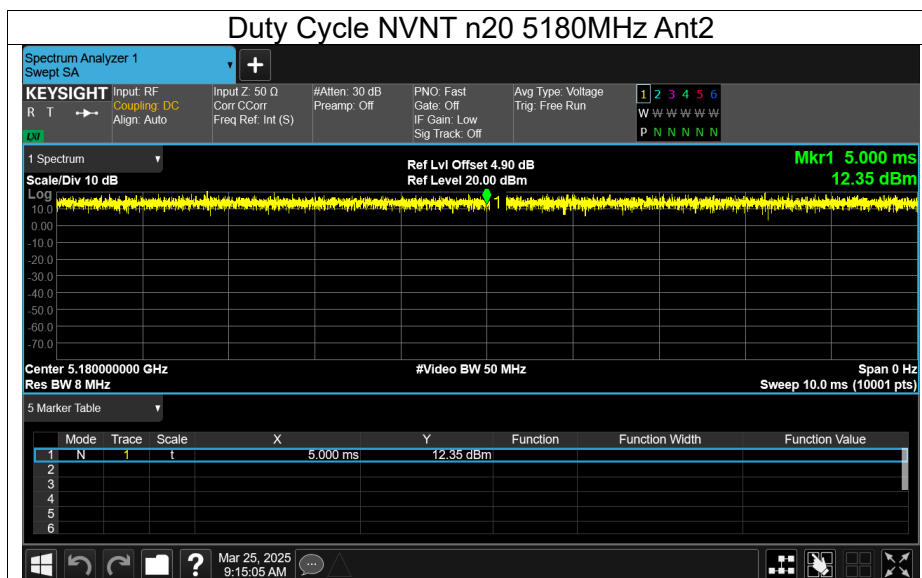 Duty Cycle NVNT n20 5180MHz Ant2
Spectrum Analyzer 1
Swept SA
+
KEYSIGHT Input: RF Input Z: 50 Ω #Atten: 30 dB PNO: Fast Avg Type: Voltage 1 2 3 4 5 6
R T Coupling: DC Corr CCorr Preamp: Off Gate: Off Trig: Free Run W W W W W W
Align: Auto Freq Ref: Int (S) IF Gain: Low P N N N N N
LXI Sig Track: Off
1 Spectrum Ref Lvl Offset 4.90 dB Mkr1 5.000 ms
Scale/Div 10 dB Ref Level 20.00 dBm 12.35 dBm
Log
10.0
1
0.00
-10.0
-20.0
-30.0
-40.0
-50.0
-60.0
-70.0
Center 5.180000000 GHz #Video BW 50 MHz Span 0 Hz
Res BW 8 MHz Sweep 10.0 ms (10001 pts)
5 Marker Table
Mode Trace Scale X Y Function Function Width Function Value
1 N 1 t 5.000 ms 12.35 dBm
2
3
4
5
6
? Mar 25, 2025
9:15:05 AM